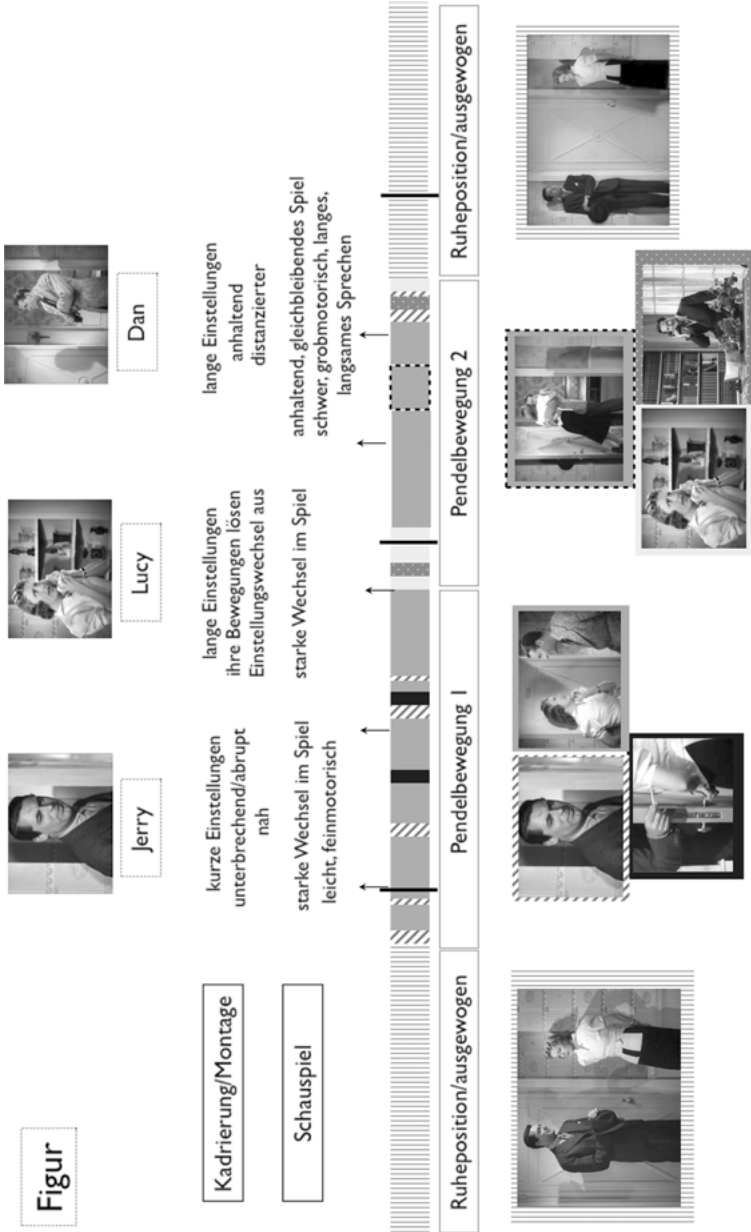 Figur
Jerry
Lucy
Dan
Kadrierung/Montage
kurze Einstellungen
unterbrechend/abrupt
nah
lange Einstellungen
ihre Bewegungen lösen
Einstellungswechsel aus
lange Einstellungen
anhaltend
distanzierter
Schauspiel
starke Wechsel im Spiel
leicht, feinmotorisch
starke Wechsel im Spiel
anhaltend, gleichbleibendes Spiel
schwer, grobmotorisch, langes,
langsames Sprechen
Ruheposition/ausgewogen
Pendelbewegung 1
Pendelbewegung 2
Ruheposition/ausgewogen